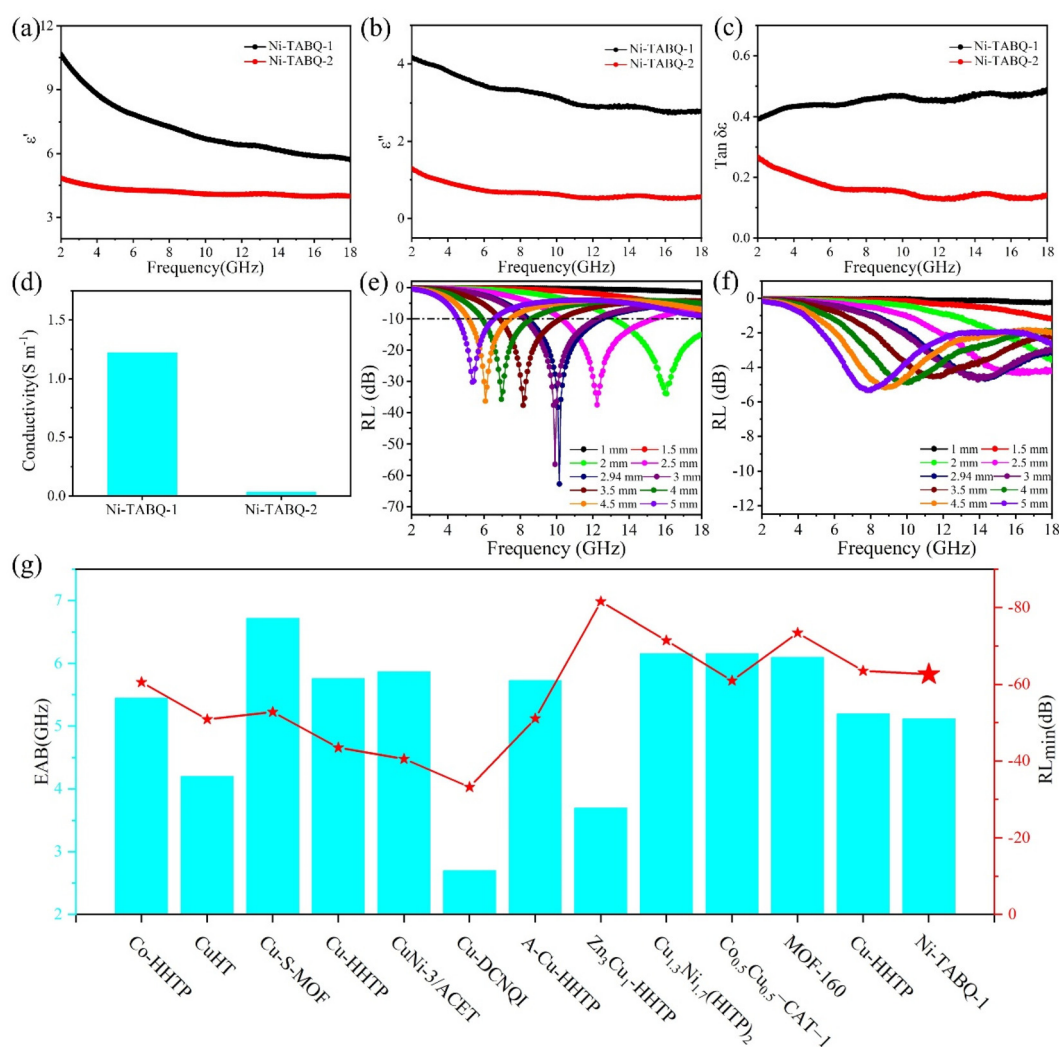 (a)
12
9
6
3
ε'
Ni-TABQ-1
Ni-TABQ-2
2 4 6 8 10 12 14 16 18
Frequency(GHz)
(b)
4
2
0
ε''
Ni-TABQ-1
Ni-TABQ-2
2 4 6 8 10 12 14 16 18
Frequency(GHz)
(c)
0.6
0.4
0.2
0.0
Tan δε
Ni-TABQ-1
Ni-TABQ-2
2 4 6 8 10 12 14 16 18
Frequency(GHz)
(d)
1.5
1.0
0.5
0.0
Conductivity(S m⁻¹)
Ni-TABQ-1 Ni-TABQ-2
(e)
0
-10
-20
-30
-40
-50
-60
-70
RL (dB)
1 mm 1.5 mm
2 mm 2.5 mm
2.94 mm 3 mm
3.5 mm 4 mm
4.5 mm 5 mm
2 4 6 8 10 12 14 16 18
Frequency (GHz)
(f)
0
-2
-4
-6
-8
-10
-12
RL (dB)
1 mm 1.5 mm
2 mm 2.5 mm
2.94 mm 3 mm
3.5 mm 4 mm
4.5 mm 5 mm
2 4 6 8 10 12 14 16 18
Frequency (GHz)
(g)
7
6
5
4
3
2
EAB(GHz)
-80
-60
-40
-20
0
RLmin(dB)
Co-HHTP
CuHT
Cu-S-MOF
Cu-HHTP
CuNi-3/ACET
Cu-DCNQI
A-Cu-HHTP
Zn₃Cu₁-HHTP
Cu₁.₃Ni₁.₇(HITP)₂
Co₀.₅Cu₀.₅−CAT−1
MOF-160
Cu-HHTP
Ni-TABQ-1